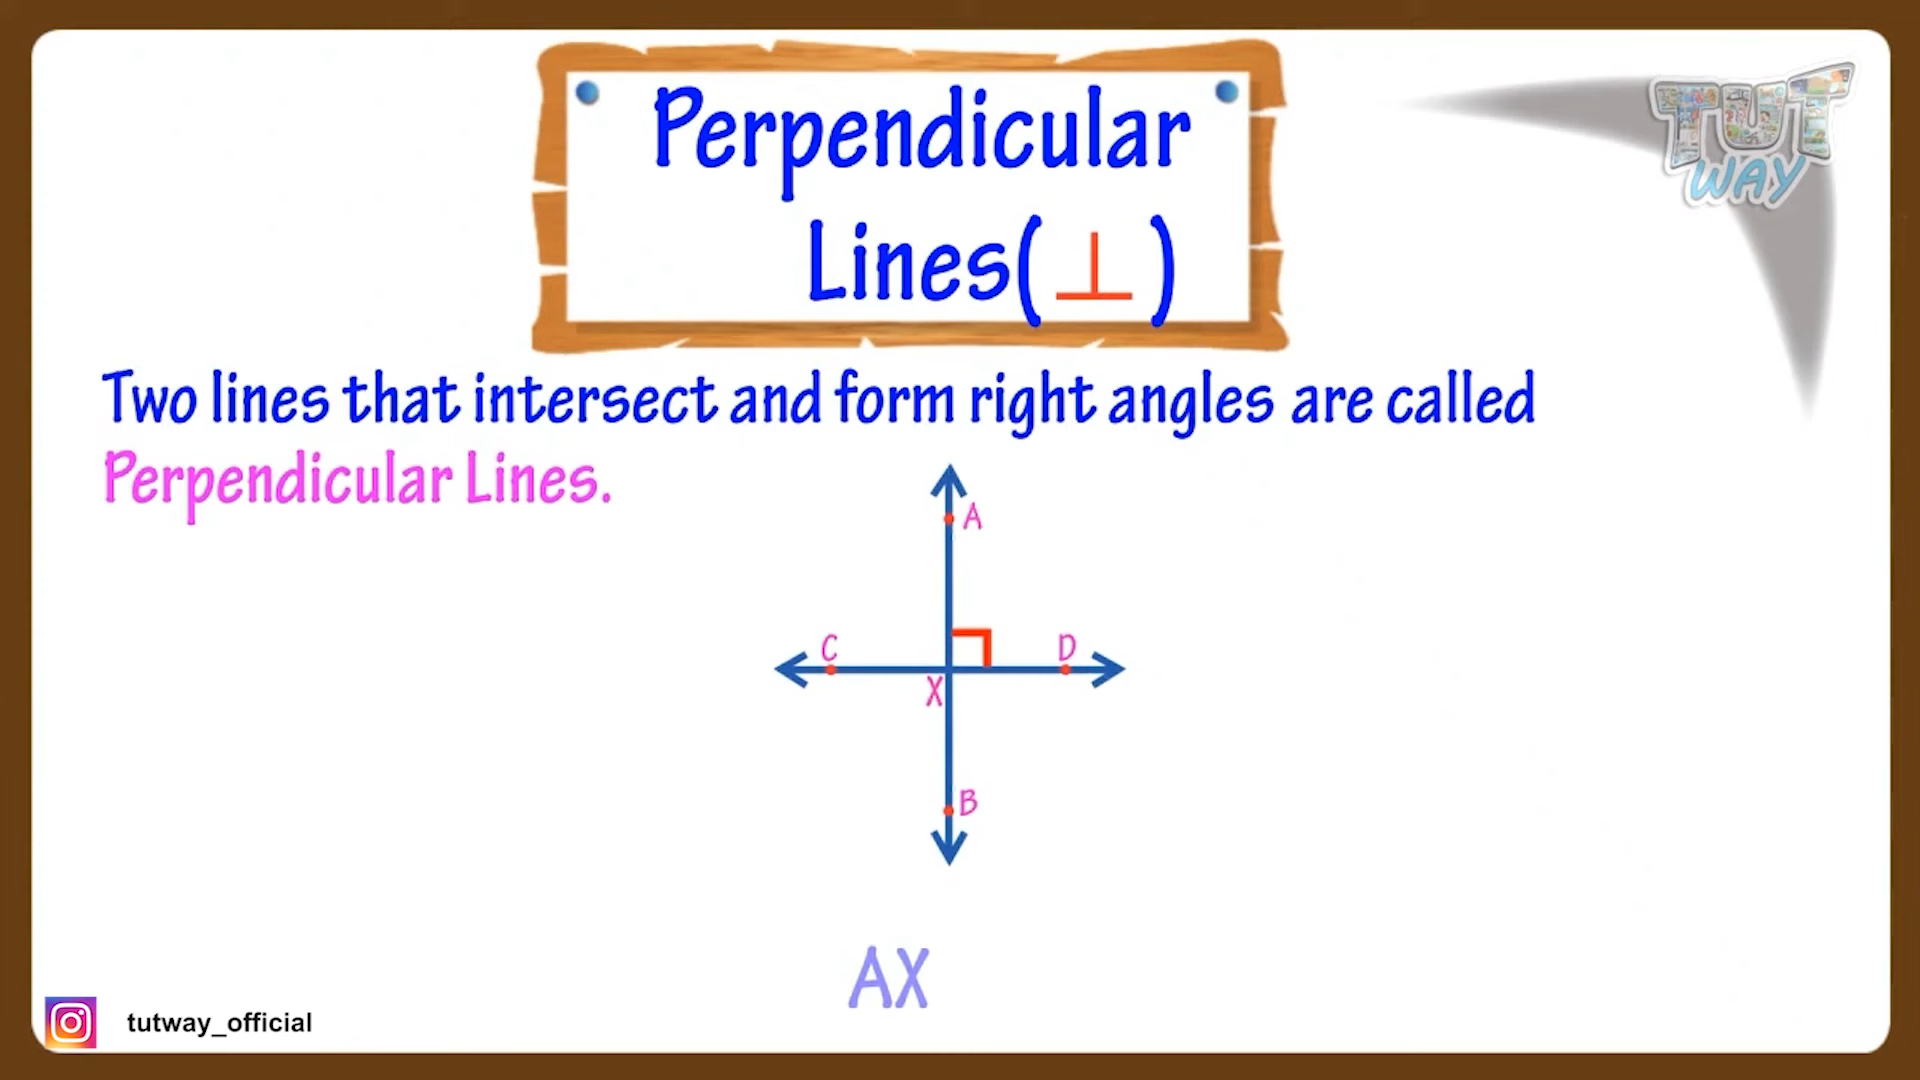 Perpendicular
Lines(⊥)
TUT
WAY
Two lines that intersect and form right angles are called
Perpendicular Lines.
A
C
D
X
B
AX
tutway_official